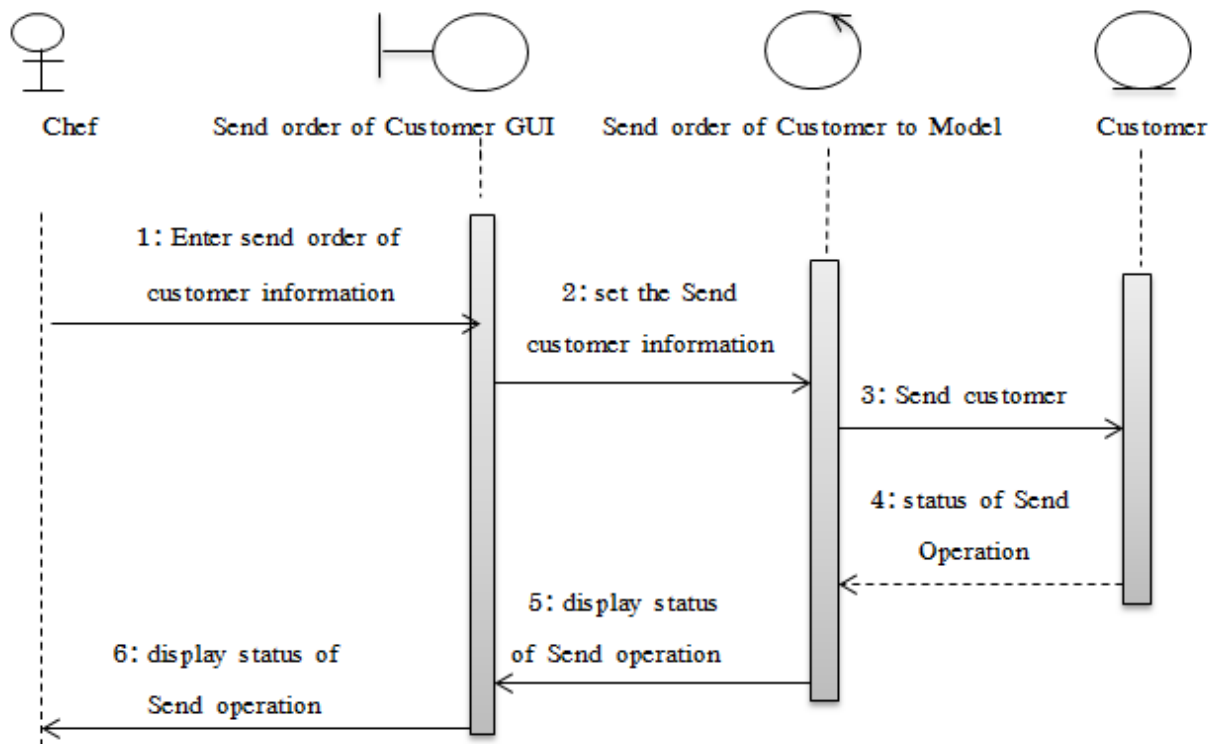 Chef
Send order of Customer GUI
Send order of Customer to Model
Customer
1: Enter send order of
customer information
2: set the Send
customer information
3: Send customer
4: status of Send
Operation
5: display status
of Send operation
6: display status of
Send operation